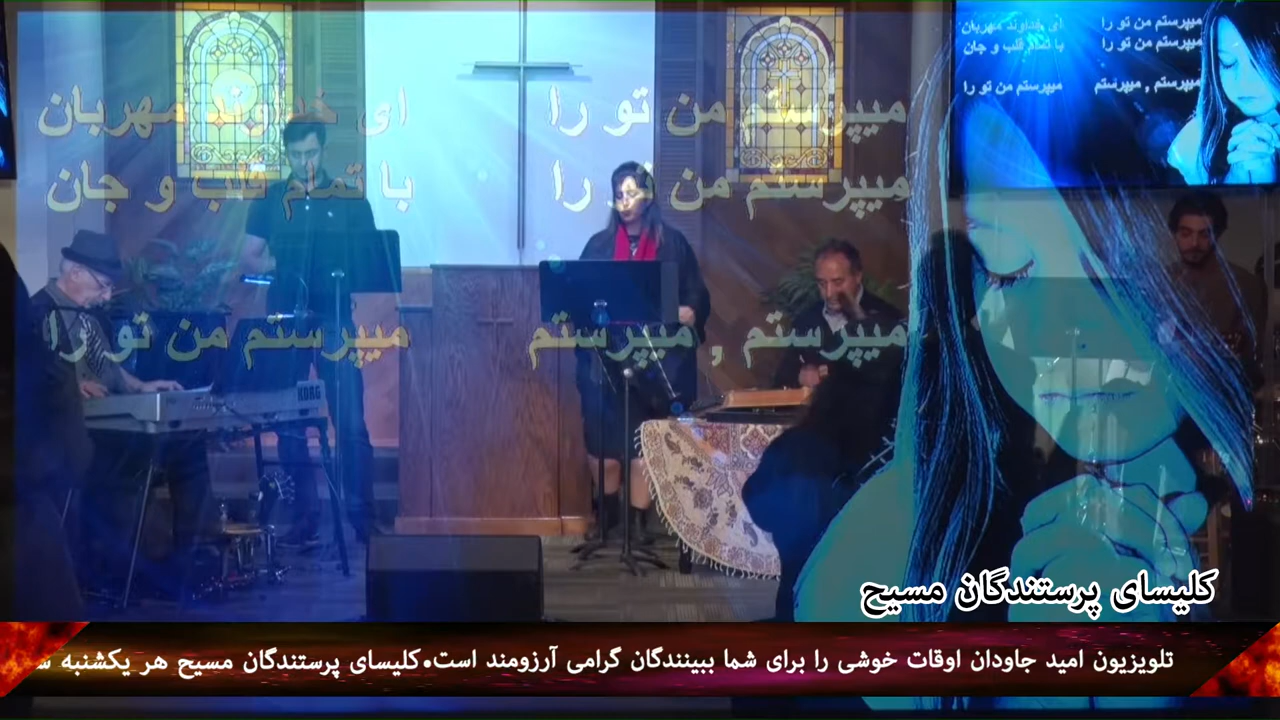 میپرستم من تو را ای خداوند مهربان
میپرستم من تو را با تمام قلب و جان
میپرستم , میپرستم میپرستم من تو را
میپرستم من تو را ای خداوند مهربان
میپرستم من تو را با تمام قلب و جان
میپرستم , میپرستم میپرستم من تو را
KORG
کلیسای پرستندگان مسیح
تلویزیون امید جاودان اوقات خوشی را برای شما ببینندگان گرامی آرزومند است.کلیسای پرستندگان مسیح هر یکشنبه